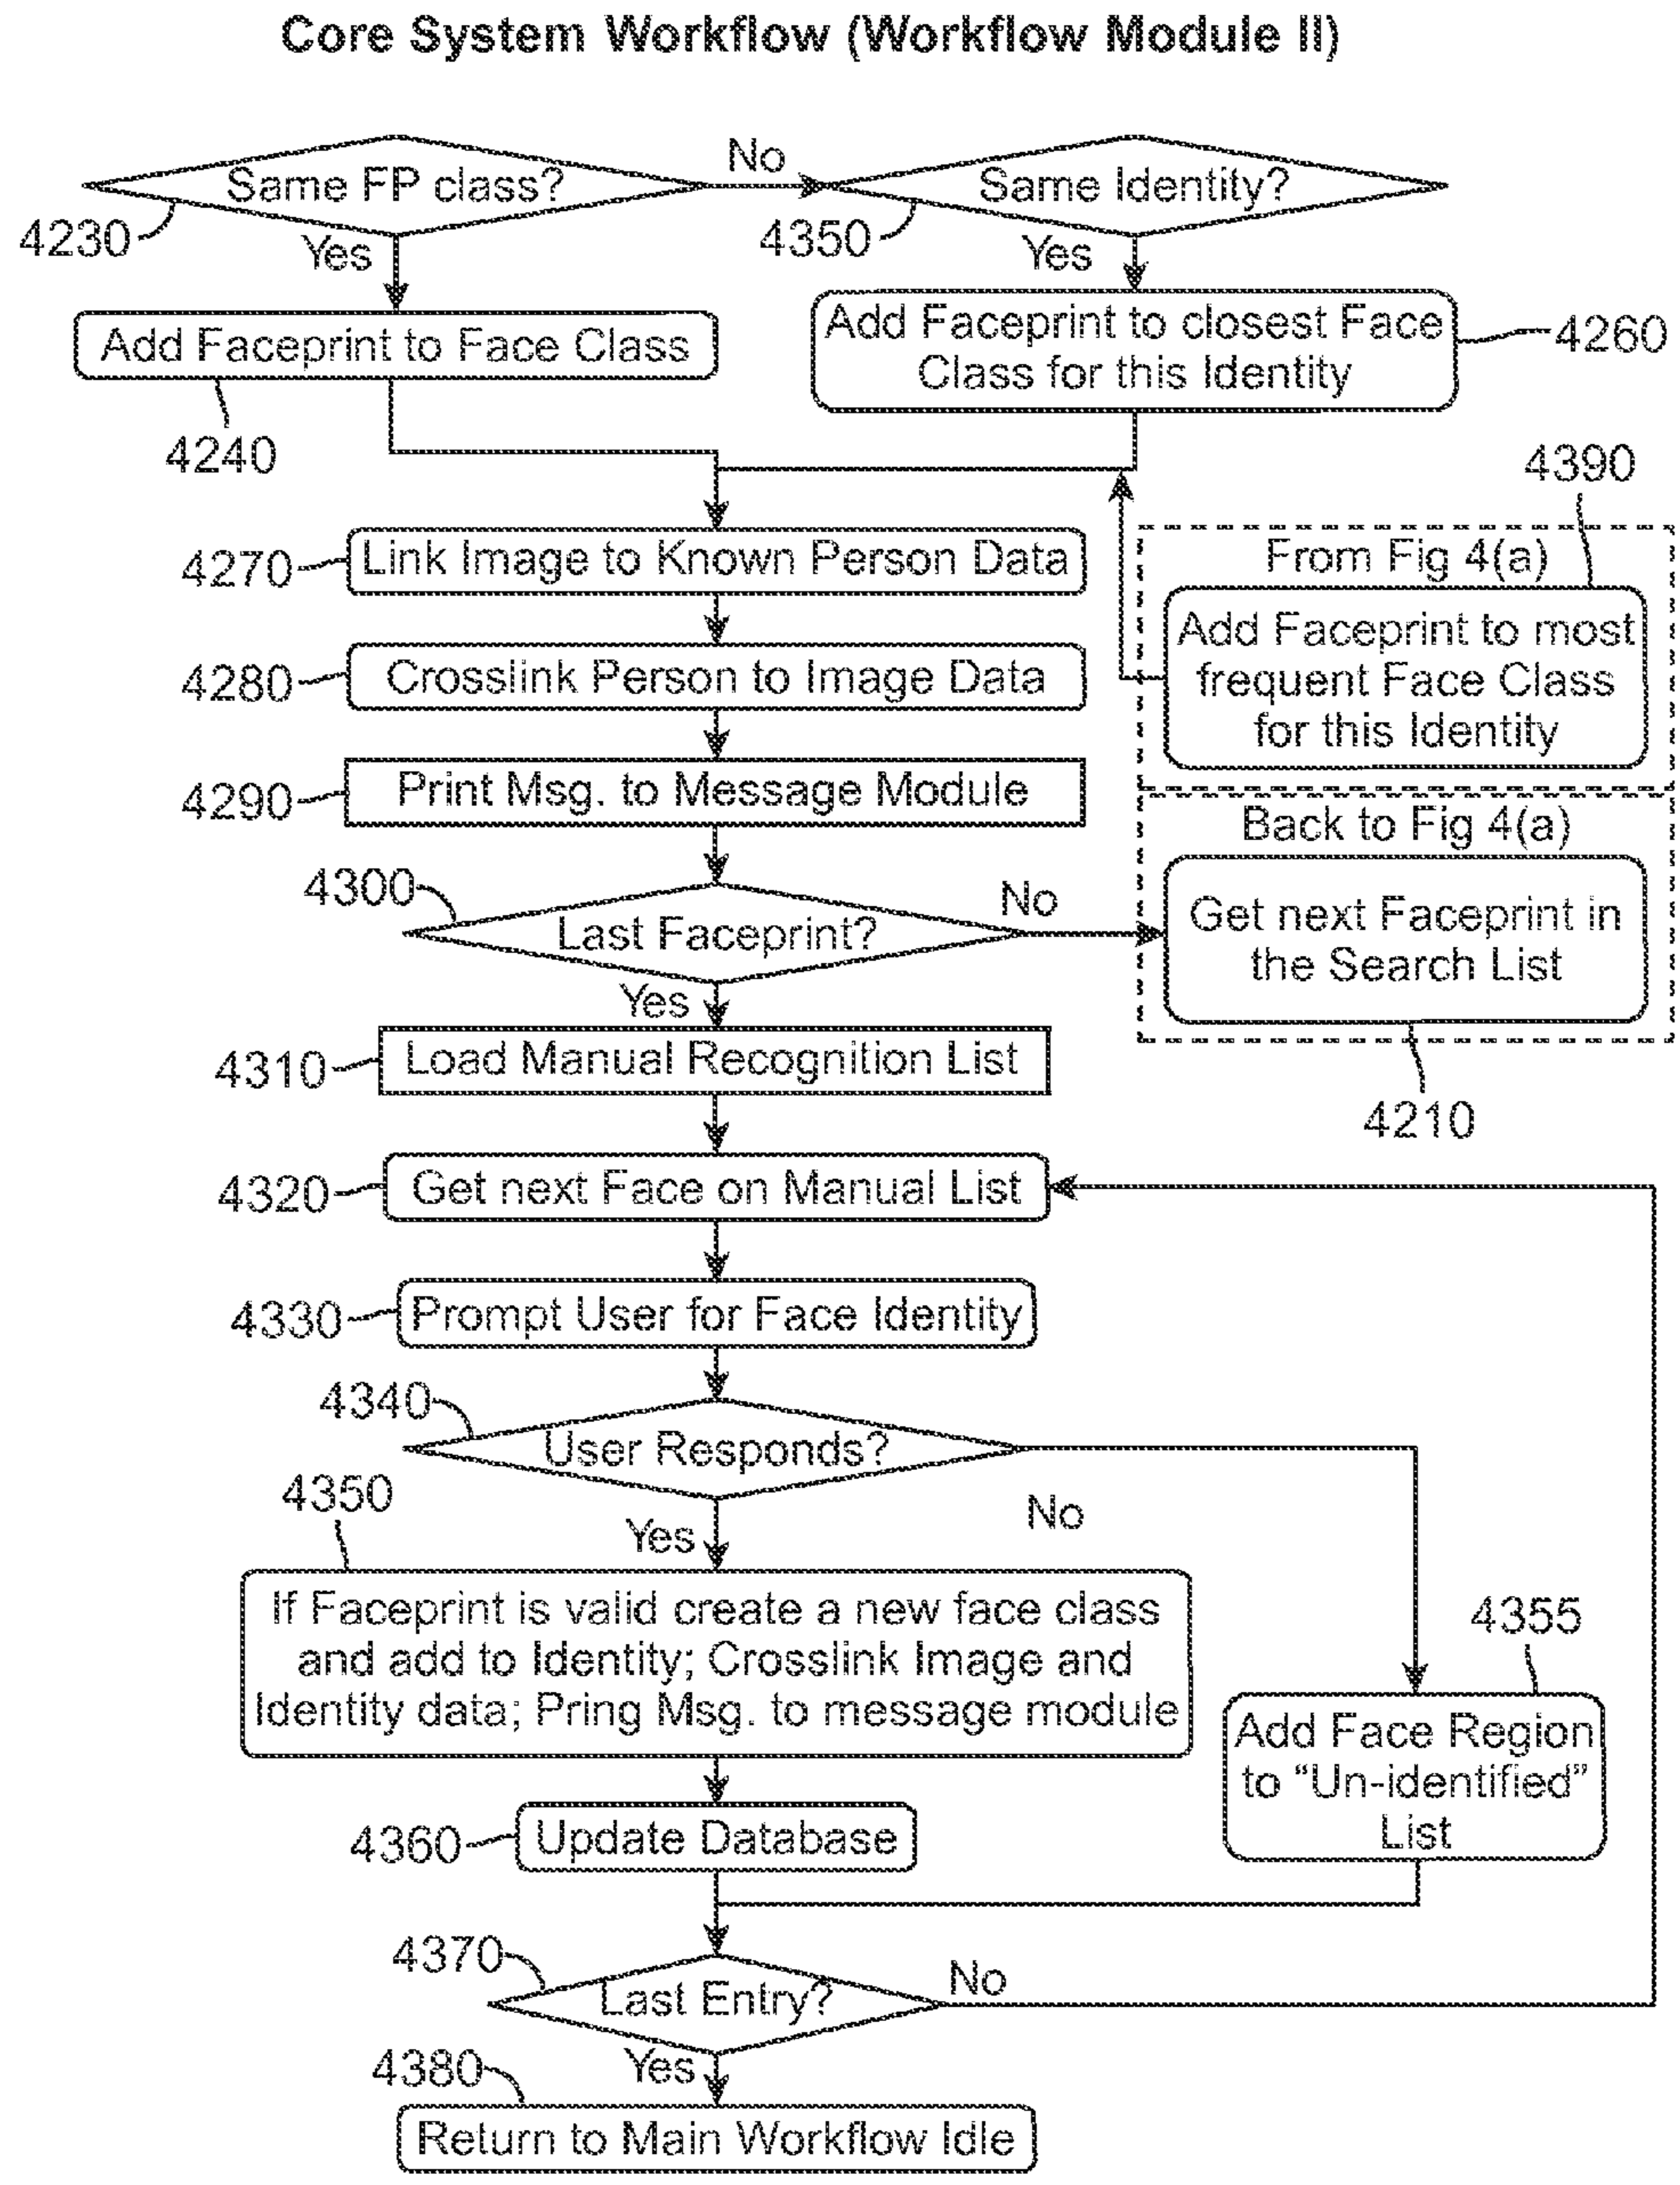 Core System Workflow (Workflow Module II)
Same FP class?
No
Same Identity?
4230
Yes
4350
Yes
Add Faceprint to Face Class
Add Faceprint to closest Face
Class for this Identity
4260
4240
4390
4270
Link Image to Known Person Data
From Fig 4(a)
Add Faceprint to most
frequent Face Class
for this Identity
4280
Crosslink Person to Image Data
4290
Print Msg. to Message Module
Back to Fig 4(a)
4300
Last Faceprint?
No
Get next Faceprint in
the Search List
Yes
4310
Load Manual Recognition List
4210
4320
Get next Face on Manual List
4330
Prompt User for Face Identity
4340
User Responds?
4350
Yes
No
If Faceprint is valid create a new face class
and add to Identity; Crosslink Image and
Identity data; Pring Msg. to message module
4355
Add Face Region
to “Un-identified”
List
4360
Update Database
4370
Last Entry?
No
4380
Yes
Return to Main Workflow Idle